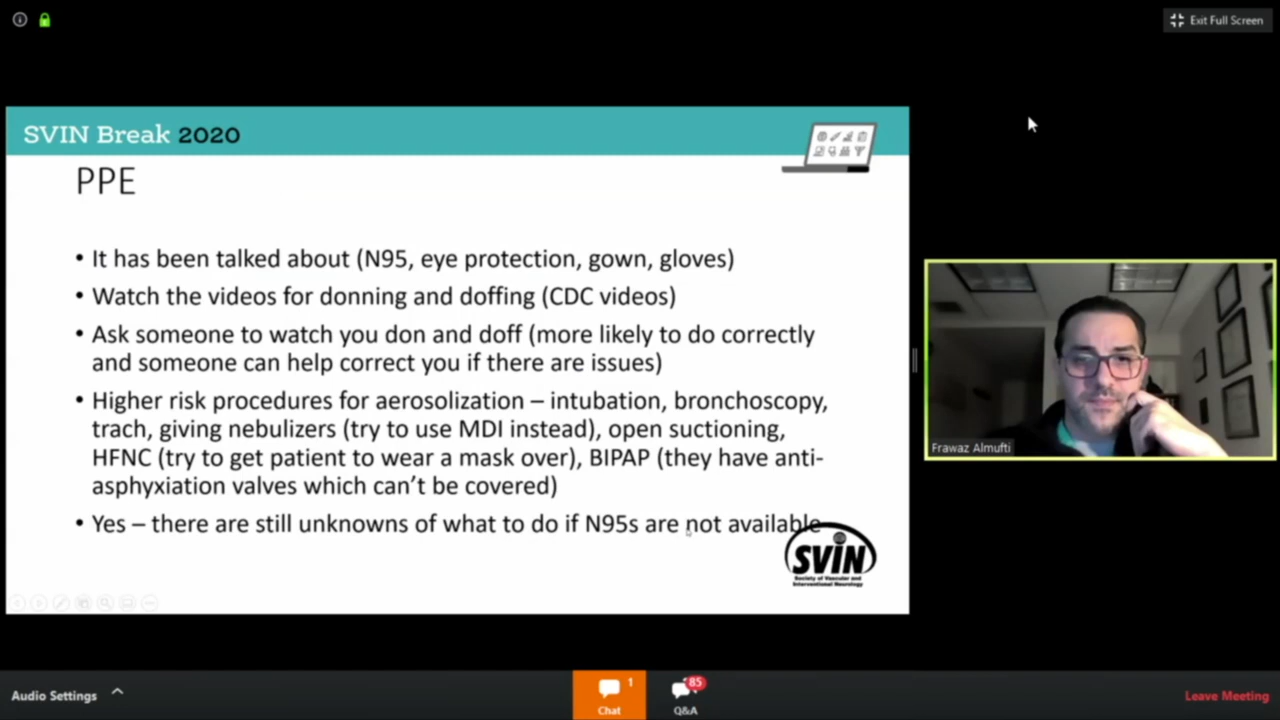 Exit Full Screen
SVIN Break 2020
PPE
• It has been talked about (N95, eye protection, gown, gloves)
• Watch the videos for donning and doffing (CDC videos)
• Ask someone to watch you don and doff (more likely to do correctly
and someone can help correct you if there are issues)
• Higher risk procedures for aerosolization – intubation, bronchoscopy,
trach, giving nebulizers (try to use MDI instead), open suctioning,
HFNC (try to get patient to wear a mask over), BIPAP (they have anti-
asphyxiation valves which can’t be covered)
• Yes – there are still unknowns of what to do if N95s are not available
SVIN
Society of Vascular and
Interventional Neurology
Frawaz Almufti
Audio Settings
1
Chat
85
Q&A
Leave Meeting